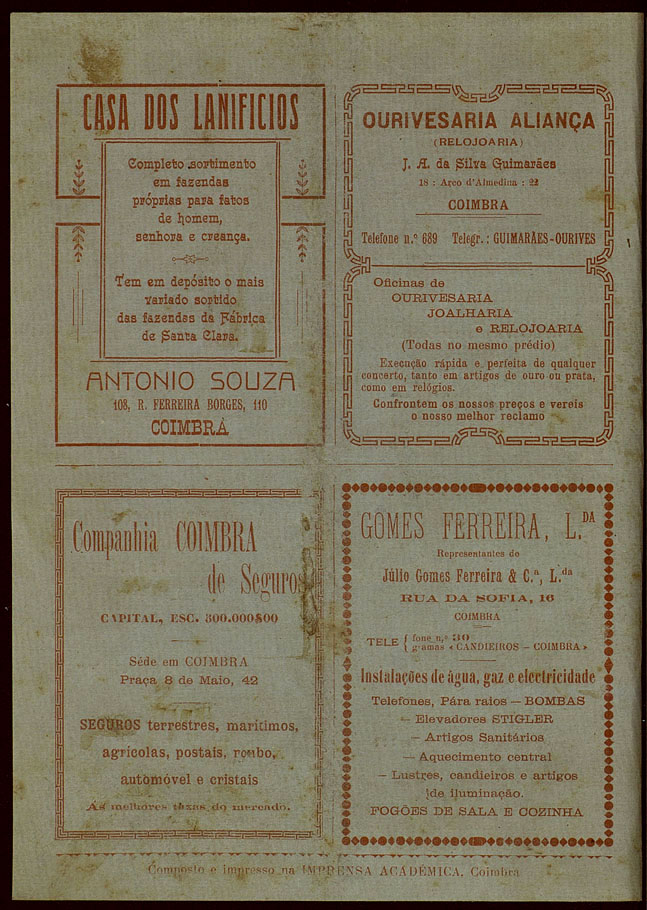 CASA DOS LANIFICIOS
Completo sortimento
em fazendas
próprias para fatos
de homem,
senhora e creança.
Tem em depósito o mais
variado sortido
das fazendas da Fábrica
de Santa Clara.
ANTONIO SOUZA
108, R. FERREIRA BORGES, 110
COIMBRA
OURIVESARIA ALIANÇA
(RELOJOARIA)
J. A. da Silva Guimarães
18 : Arco d'Almedina : 22
COIMBRA
Telefone n.º 689 Telegr.: GUIMARÃES-OURIVES
Oficinas de
OURIVESARIA
JOALHARIA
e RELOJOARIA
(Todas no mesmo prédio)
Execução rápida e perfeita de qualquer
concerto, tanto em artigos de ouro ou prata,
como em relógios.
Confrontem os nossos preços e vereis
o nosso melhor reclamo
Companhia COIMBRA
de Seguros
CAPITAL, ESC. 300.000$00
Séde em COIMBRA
Praça 8 de Maio, 42
SEGUROS terrestres, maritimos,
agricolas, postais, roubo,
automóvel e cristais
As melhores taxas do mercado.
GOMES FERREIRA, L.DA
Representantes de
Júlio Gomes Ferreira & C.ª, L.da
RUA DA SOFIA, 16
COIMBRA
TELE { fone n.º 30
gramas «CANDIEIROS – COIMBRA»
Instalações de água, gaz e electricidade
Telefones, Pára raios — BOMBAS
— Elevadores STIGLER
— Artigos Sanitários
— Aquecimento central
— Lustres, candieiros e artigos
de iluminação.
FOGÕES DE SALA E COZINHA
Composto e impresso na IMPRENSA ACADÉMICA, Coimbra